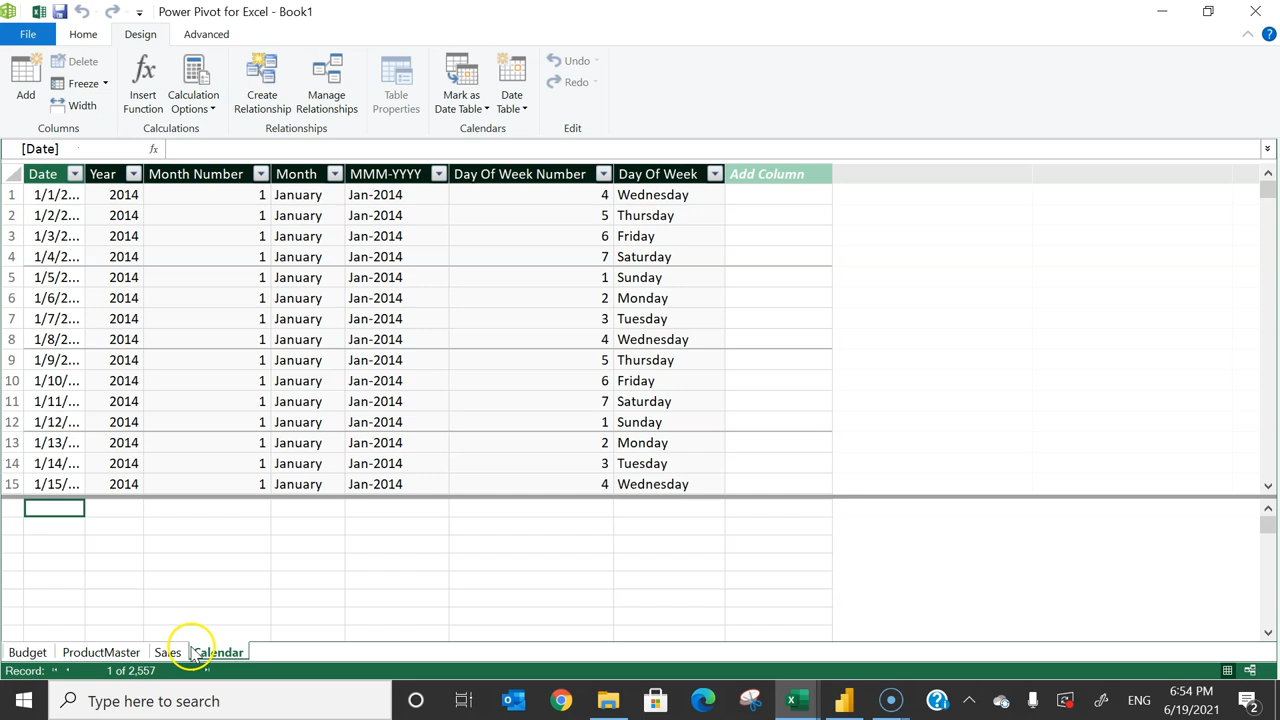 Power Pivot for Excel - Book1
File Home Design Advanced
Add
Delete
Freeze
Width
Insert Function
Calculation Options
Create Relationship
Manage Relationships
Table Properties
Mark as Date Table
Date Table
Undo
Redo
Columns Calculations Relationships Calendars Edit
[Date] fx
Date Year Month Number Month MMM-YYYY Day Of Week Number Day Of Week Add Column
1 1/1/2... 2014 1 January Jan-2014 4 Wednesday
2 1/2/2... 2014 1 January Jan-2014 5 Thursday
3 1/3/2... 2014 1 January Jan-2014 6 Friday
4 1/4/2... 2014 1 January Jan-2014 7 Saturday
5 1/5/2... 2014 1 January Jan-2014 1 Sunday
6 1/6/2... 2014 1 January Jan-2014 2 Monday
7 1/7/2... 2014 1 January Jan-2014 3 Tuesday
8 1/8/2... 2014 1 January Jan-2014 4 Wednesday
9 1/9/2... 2014 1 January Jan-2014 5 Thursday
10 1/10/... 2014 1 January Jan-2014 6 Friday
11 1/11/... 2014 1 January Jan-2014 7 Saturday
12 1/12/... 2014 1 January Jan-2014 1 Sunday
13 1/13/... 2014 1 January Jan-2014 2 Monday
14 1/14/... 2014 1 January Jan-2014 3 Tuesday
15 1/15/... 2014 1 January Jan-2014 4 Wednesday
Budget ProductMaster Sales Calendar
Record: 1 of 2,557
Type here to search
ENG
6:54 PM
6/19/2021
2